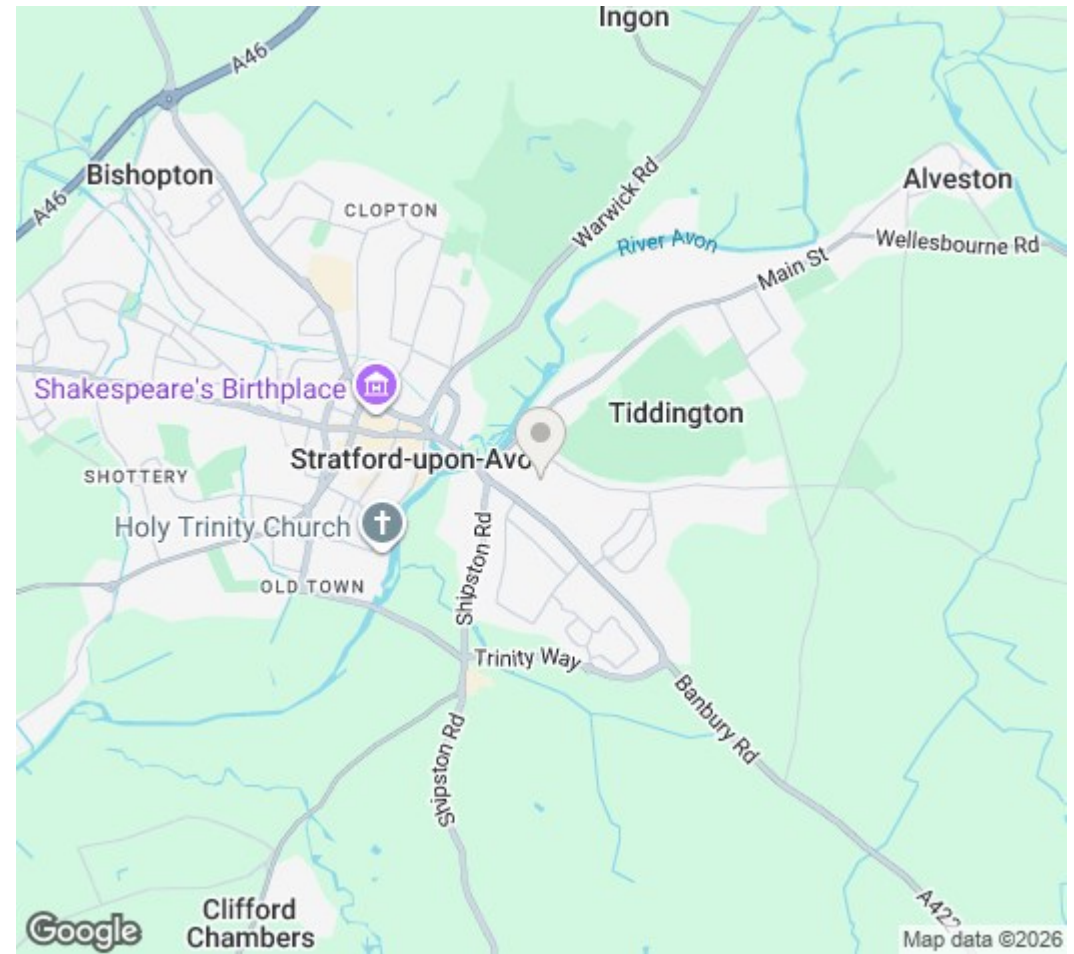 Ingon
A46
Bishopton
CLOPTON
Warwick Rd
Alveston
A46
River Avon
Wellesbourne Rd
Main St
Shakespeare's Birthplace
Tiddington
Stratford-upon-Avo
SHOTTERY
Holy Trinity Church
Shipston Rd
OLD TOWN
Trinity Way
Banbury Rd
Shipston Rd
Clifford
Chambers
A422
Google
Map data ©2026